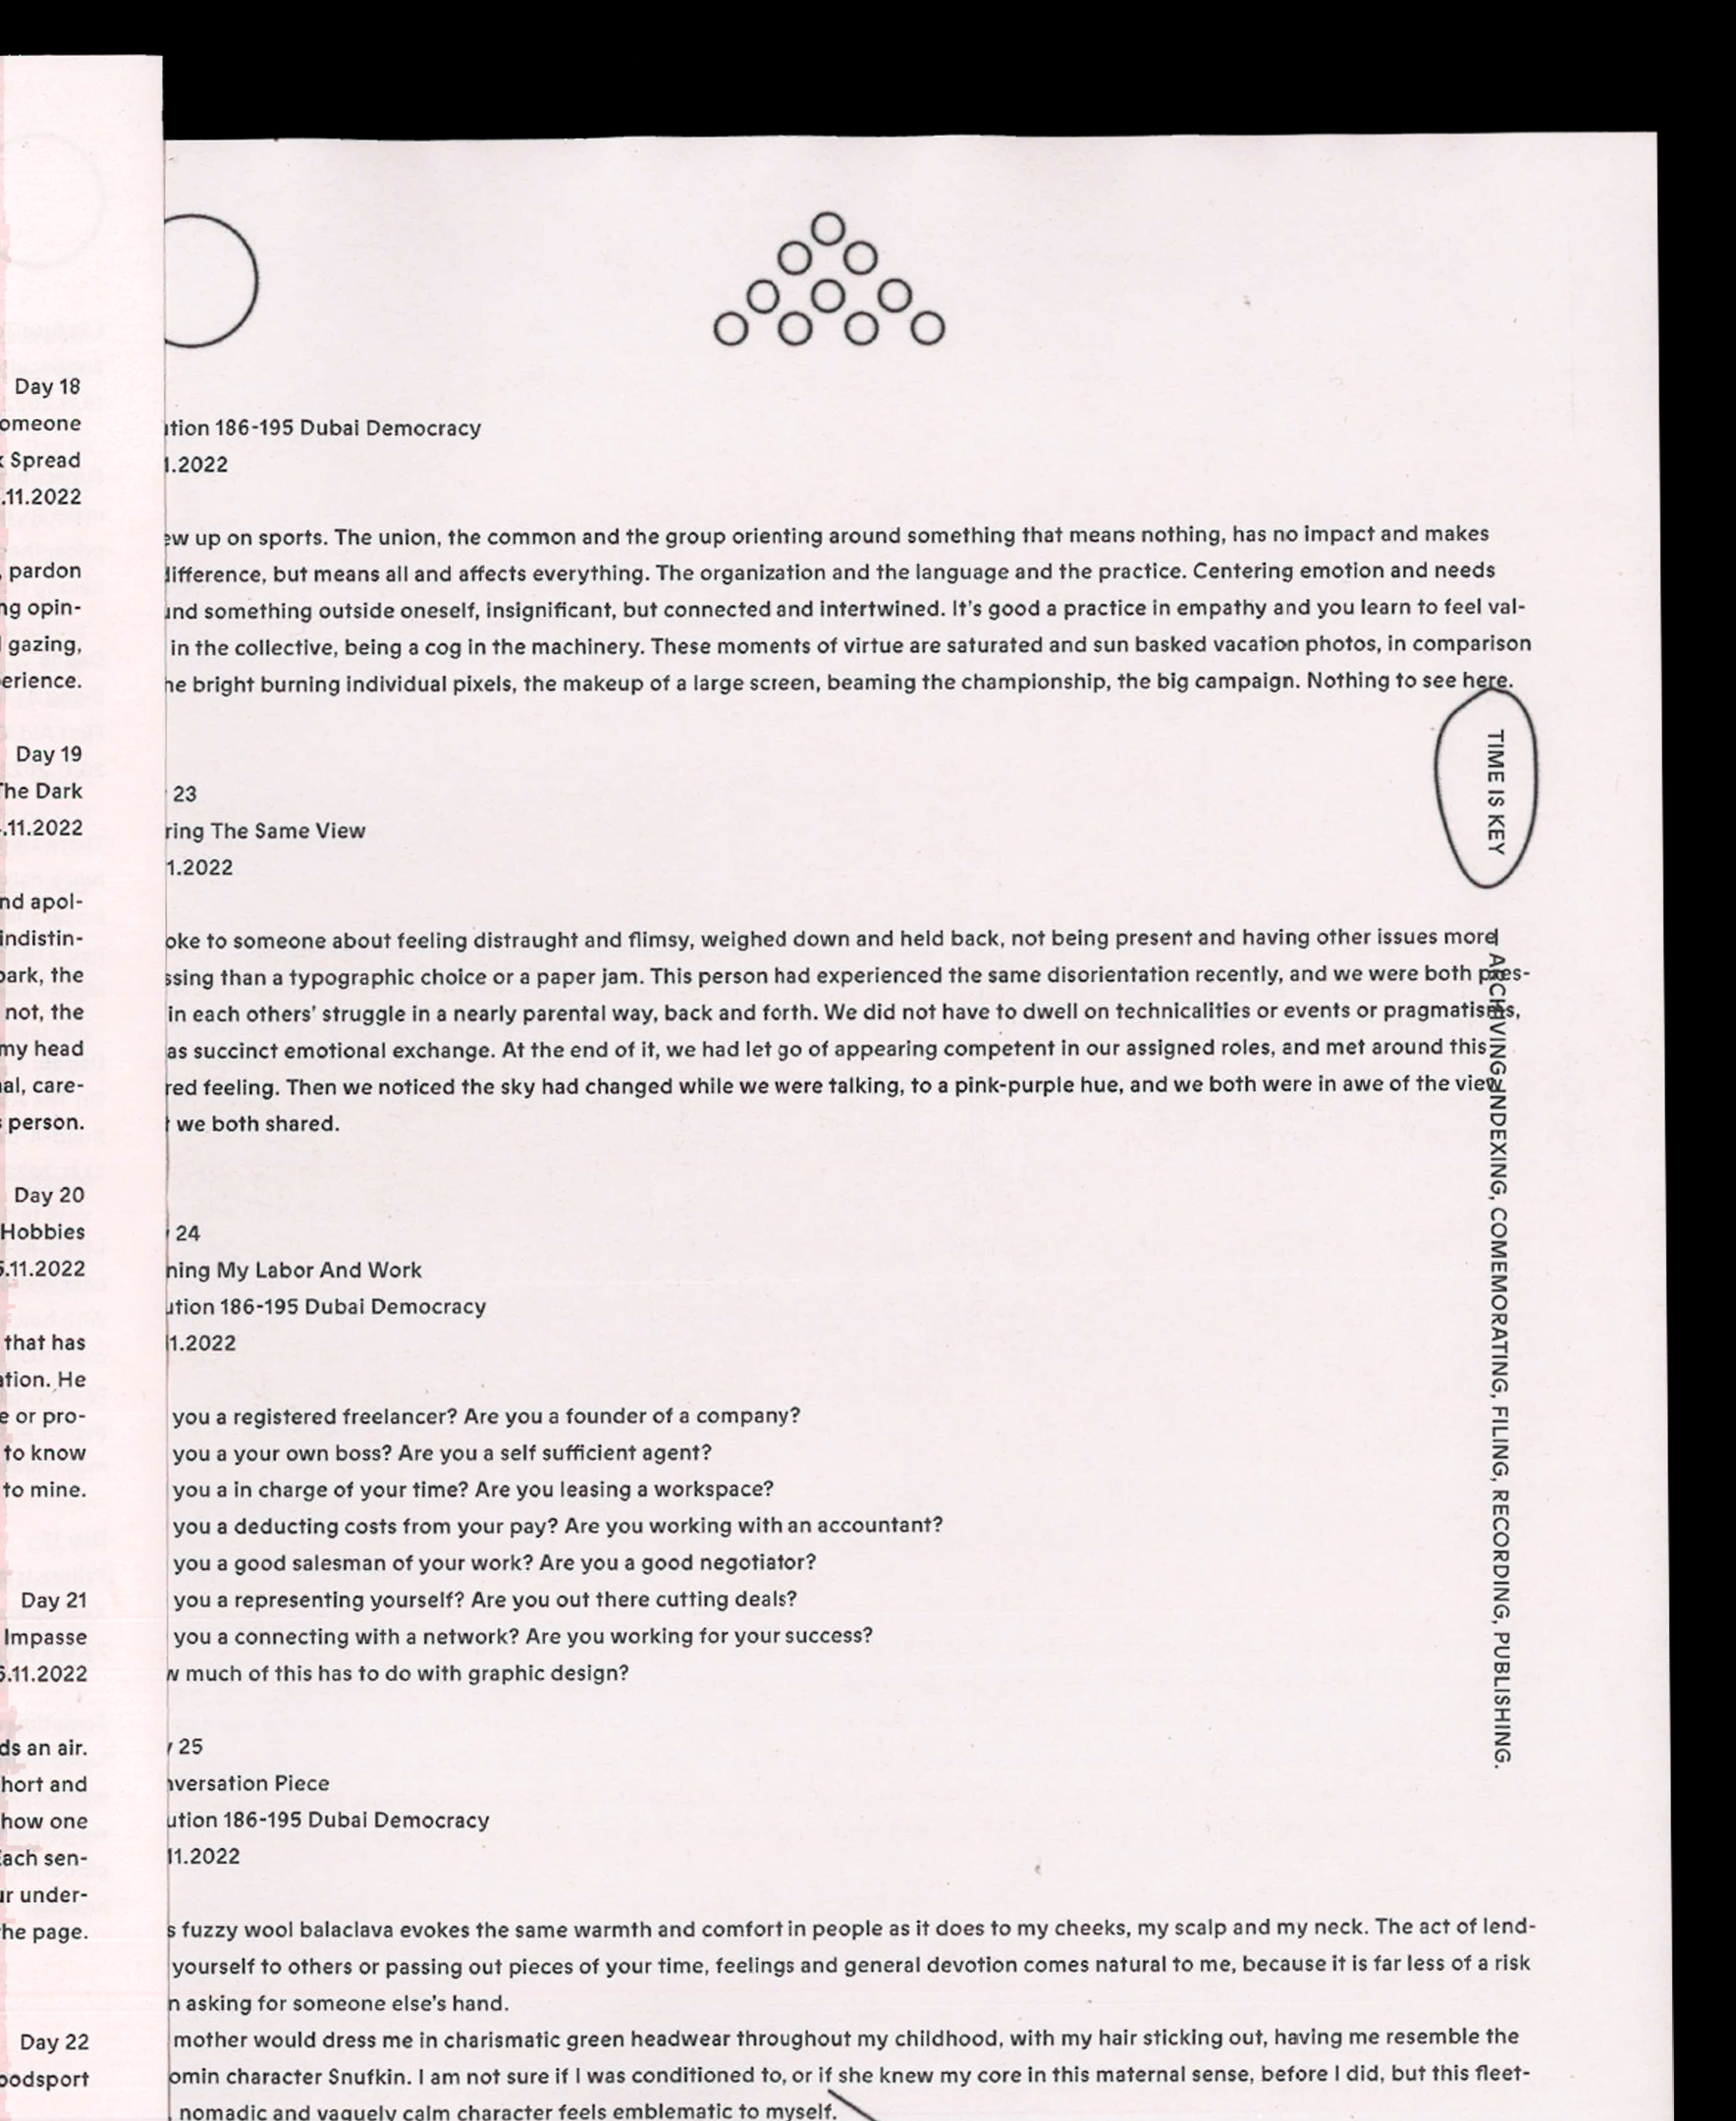 Day 18
omeone
Spread
.11.2022
pardon
ng opin-
gazing,
erience.
Day 19
The Dark
.11.2022
nd apol-
indistin-
park, the
not, the
my head
al, care-
person.
Day 20
Hobbies
.11.2022
that has
ation. He
e or pro-
to know
to mine.
Day 21
Impasse
.11.2022
ds an air.
hort and
how one
Each sen-
ur under-
he page.
Day 22
oodsport
ution 186-195 Dubai Democracy
1.2022
ew up on sports. The union, the common and the group orienting around something that means nothing, has no impact and makes
difference, but means all and affects everything. The organization and the language and the practice. Centering emotion and needs
und something outside oneself, insignificant, but connected and intertwined. It's good a practice in empathy and you learn to feel val-
in the collective, being a cog in the machinery. These moments of virtue are saturated and sun basked vacation photos, in comparison
he bright burning individual pixels, the makeup of a large screen, beaming the championship, the big campaign. Nothing to see here.
23
ring The Same View
1.2022
oke to someone about feeling distraught and flimsy, weighed down and held back, not being present and having other issues more
ssing than a typographic choice or a paper jam. This person had experienced the same disorientation recently, and we were both pres-
in each others' struggle in a nearly parental way, back and forth. We did not have to dwell on technicalities or events or pragmatisms,
as succinct emotional exchange. At the end of it, we had let go of appearing competent in our assigned roles, and met around this
red feeling. Then we noticed the sky had changed while we were talking, to a pink-purple hue, and we both were in awe of the view
we both shared.
24
ning My Labor And Work
ution 186-195 Dubai Democracy
11.2022
you a registered freelancer? Are you a founder of a company?
you a your own boss? Are you a self sufficient agent?
you a in charge of your time? Are you leasing a workspace?
you a deducting costs from your pay? Are you working with an accountant?
you a good salesman of your work? Are you a good negotiator?
you a representing yourself? Are you out there cutting deals?
you a connecting with a network? Are you working for your success?
w much of this has to do with graphic design?
25
nversation Piece
ution 186-195 Dubai Democracy
11.2022
s fuzzy wool balaclava evokes the same warmth and comfort in people as it does to my cheeks, my scalp and my neck. The act of lend-
yourself to others or passing out pieces of your time, feelings and general devotion comes natural to me, because it is far less of a risk
n asking for someone else's hand.
mother would dress me in charismatic green headwear throughout my childhood, with my hair sticking out, having me resemble the
omin character Snufkin. I am not sure if I was conditioned to, or if she knew my core in this maternal sense, before I did, but this fleet-
nomadic and vaguely calm character feels emblematic to myself.
TIME IS KEY
ARCHIVING, INDEXING, COMEMORATING, FILING, RECORDING, PUBLISHING.